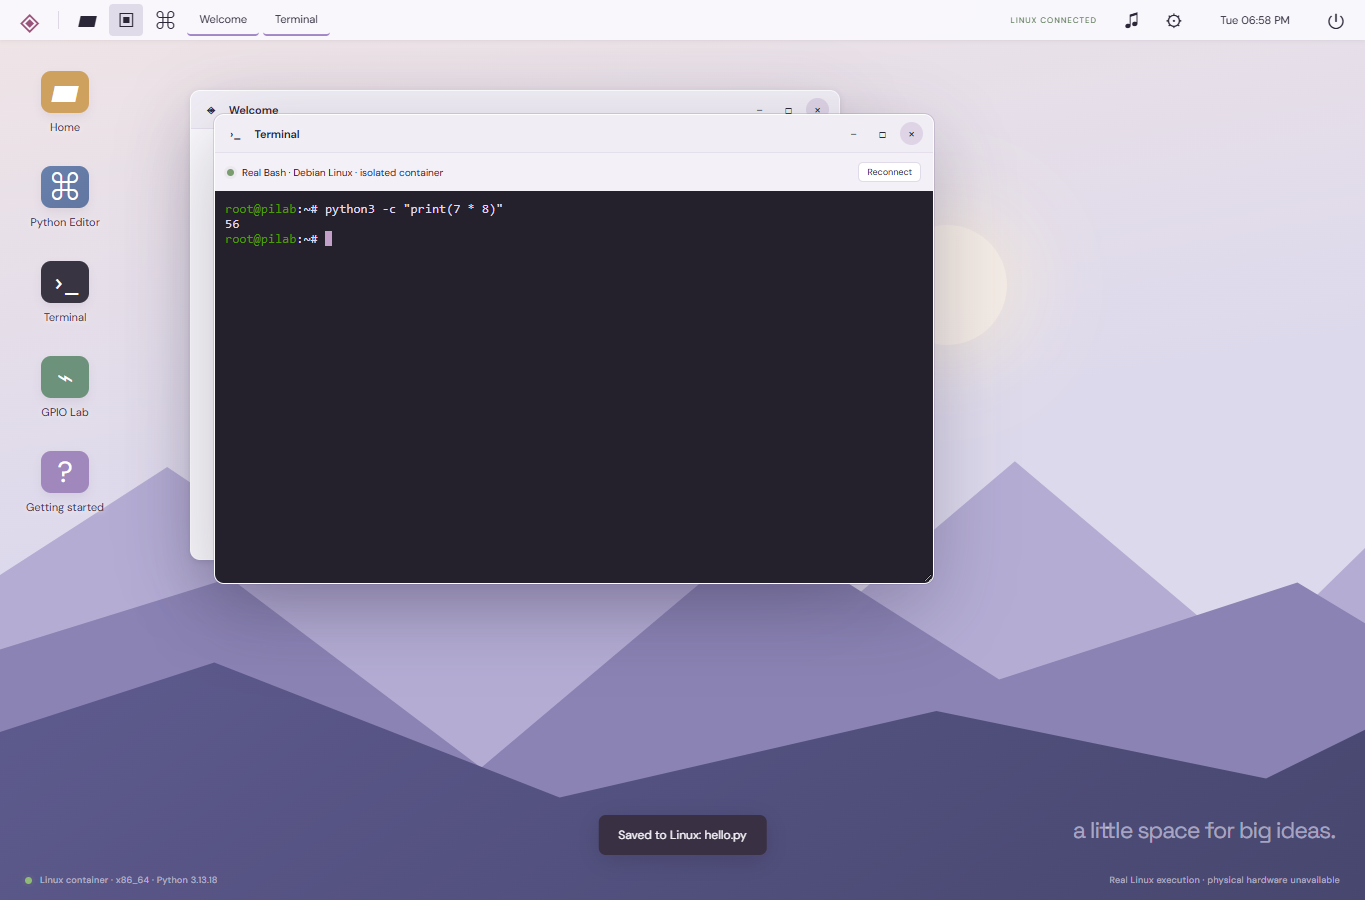 Welcome
Terminal
LINUX CONNECTED
Tue 06:58 PM
Home
Python Editor
Terminal
GPIO Lab
?
Getting started
Welcome
›_ Terminal
Real Bash · Debian Linux · isolated container
Reconnect
root@pilab:~# python3 -c "print(7 * 8)"
56
root@pilab:~#
Saved to Linux: hello.py
a little space for big ideas.
Linux container · x86_64 · Python 3.13.18
Real Linux execution · physical hardware unavailable